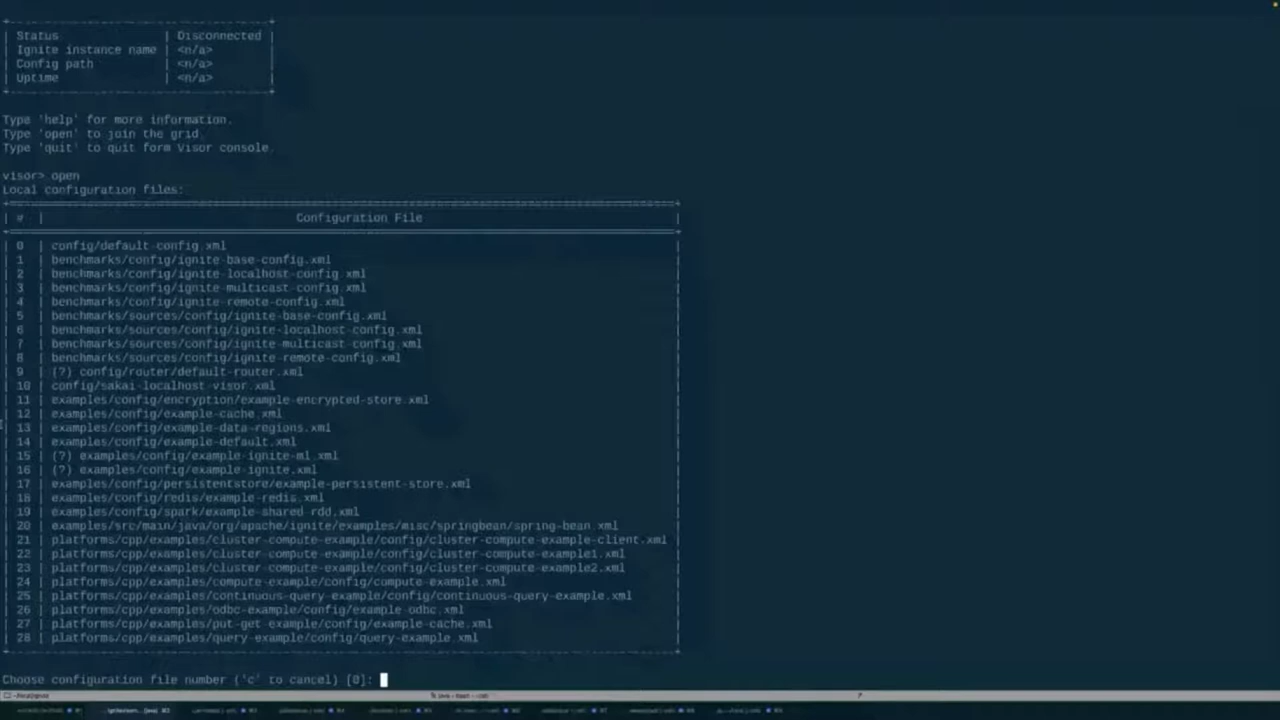 | Status | Disconnected |
| Ignite instance name | <n/a> |
| Config path | <n/a> |
| Uptime | <n/a> |
Type 'help' for more information.
Type 'open' to join the grid.
Type 'quit' to quit form Visor console.
visor> open
Local configuration files:
| # | Configuration File |
| 0 | config/default-config.xml
| 1 | benchmarks/config/ignite-base-config.xml
| 2 | benchmarks/config/ignite-localhost-config.xml
| 3 | benchmarks/config/ignite-multicast-config.xml
| 4 | benchmarks/config/ignite-remote-config.xml
| 5 | benchmarks/sources/config/ignite-base-config.xml
| 6 | benchmarks/sources/config/ignite-localhost-config.xml
| 7 | benchmarks/sources/config/ignite-multicast-config.xml
| 8 | benchmarks/sources/config/ignite-remote-config.xml
| 9 | (?) config/router/default-router.xml
| 10 | config/sakai-localhost-visor.xml
| 11 | examples/config/encryption/example-encrypted-store.xml
| 12 | examples/config/example-cache.xml
| 13 | examples/config/example-data-regions.xml
| 14 | examples/config/example-default.xml
| 15 | (?) examples/config/example-ignite-ml.xml
| 16 | (?) examples/config/example-ignite.xml
| 17 | examples/config/persistentstore/example-persistent-store.xml
| 18 | examples/config/redis/example-redis.xml
| 19 | examples/config/spark/example-shared-rdd.xml
| 20 | examples/src/main/java/org/apache/ignite/examples/misc/springbean/spring-bean.xml
| 21 | platforms/cpp/examples/cluster-compute-example/config/cluster-compute-example-client.xml
| 22 | platforms/cpp/examples/cluster-compute-example/config/cluster-compute-example1.xml
| 23 | platforms/cpp/examples/cluster-compute-example/config/cluster-compute-example2.xml
| 24 | platforms/cpp/examples/compute-example/config/compute-example.xml
| 25 | platforms/cpp/examples/continuous-query-example/config/continuous-query-example.xml
| 26 | platforms/cpp/examples/odbc-example/config/example-odbc.xml
| 27 | platforms/cpp/examples/put-get-example/config/example-cache.xml
| 28 | platforms/cpp/examples/query-example/config/query-example.xml
Choose configuration file number ('c' to cancel) [0]: